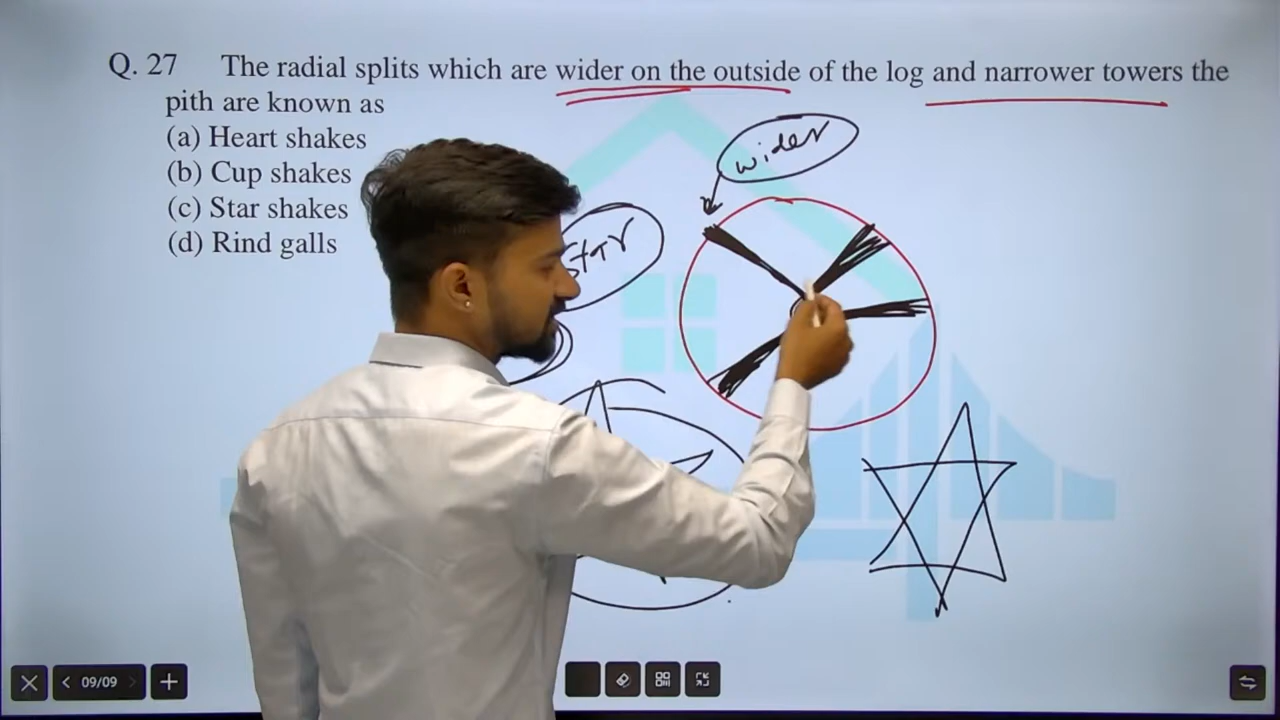 Q. 27 The radial splits which are wider on the outside of the log and narrower towers the
pith are known as
(a) Heart shakes
(b) Cup shakes
(c) Star shakes
(d) Rind galls
wider
Star
09/09